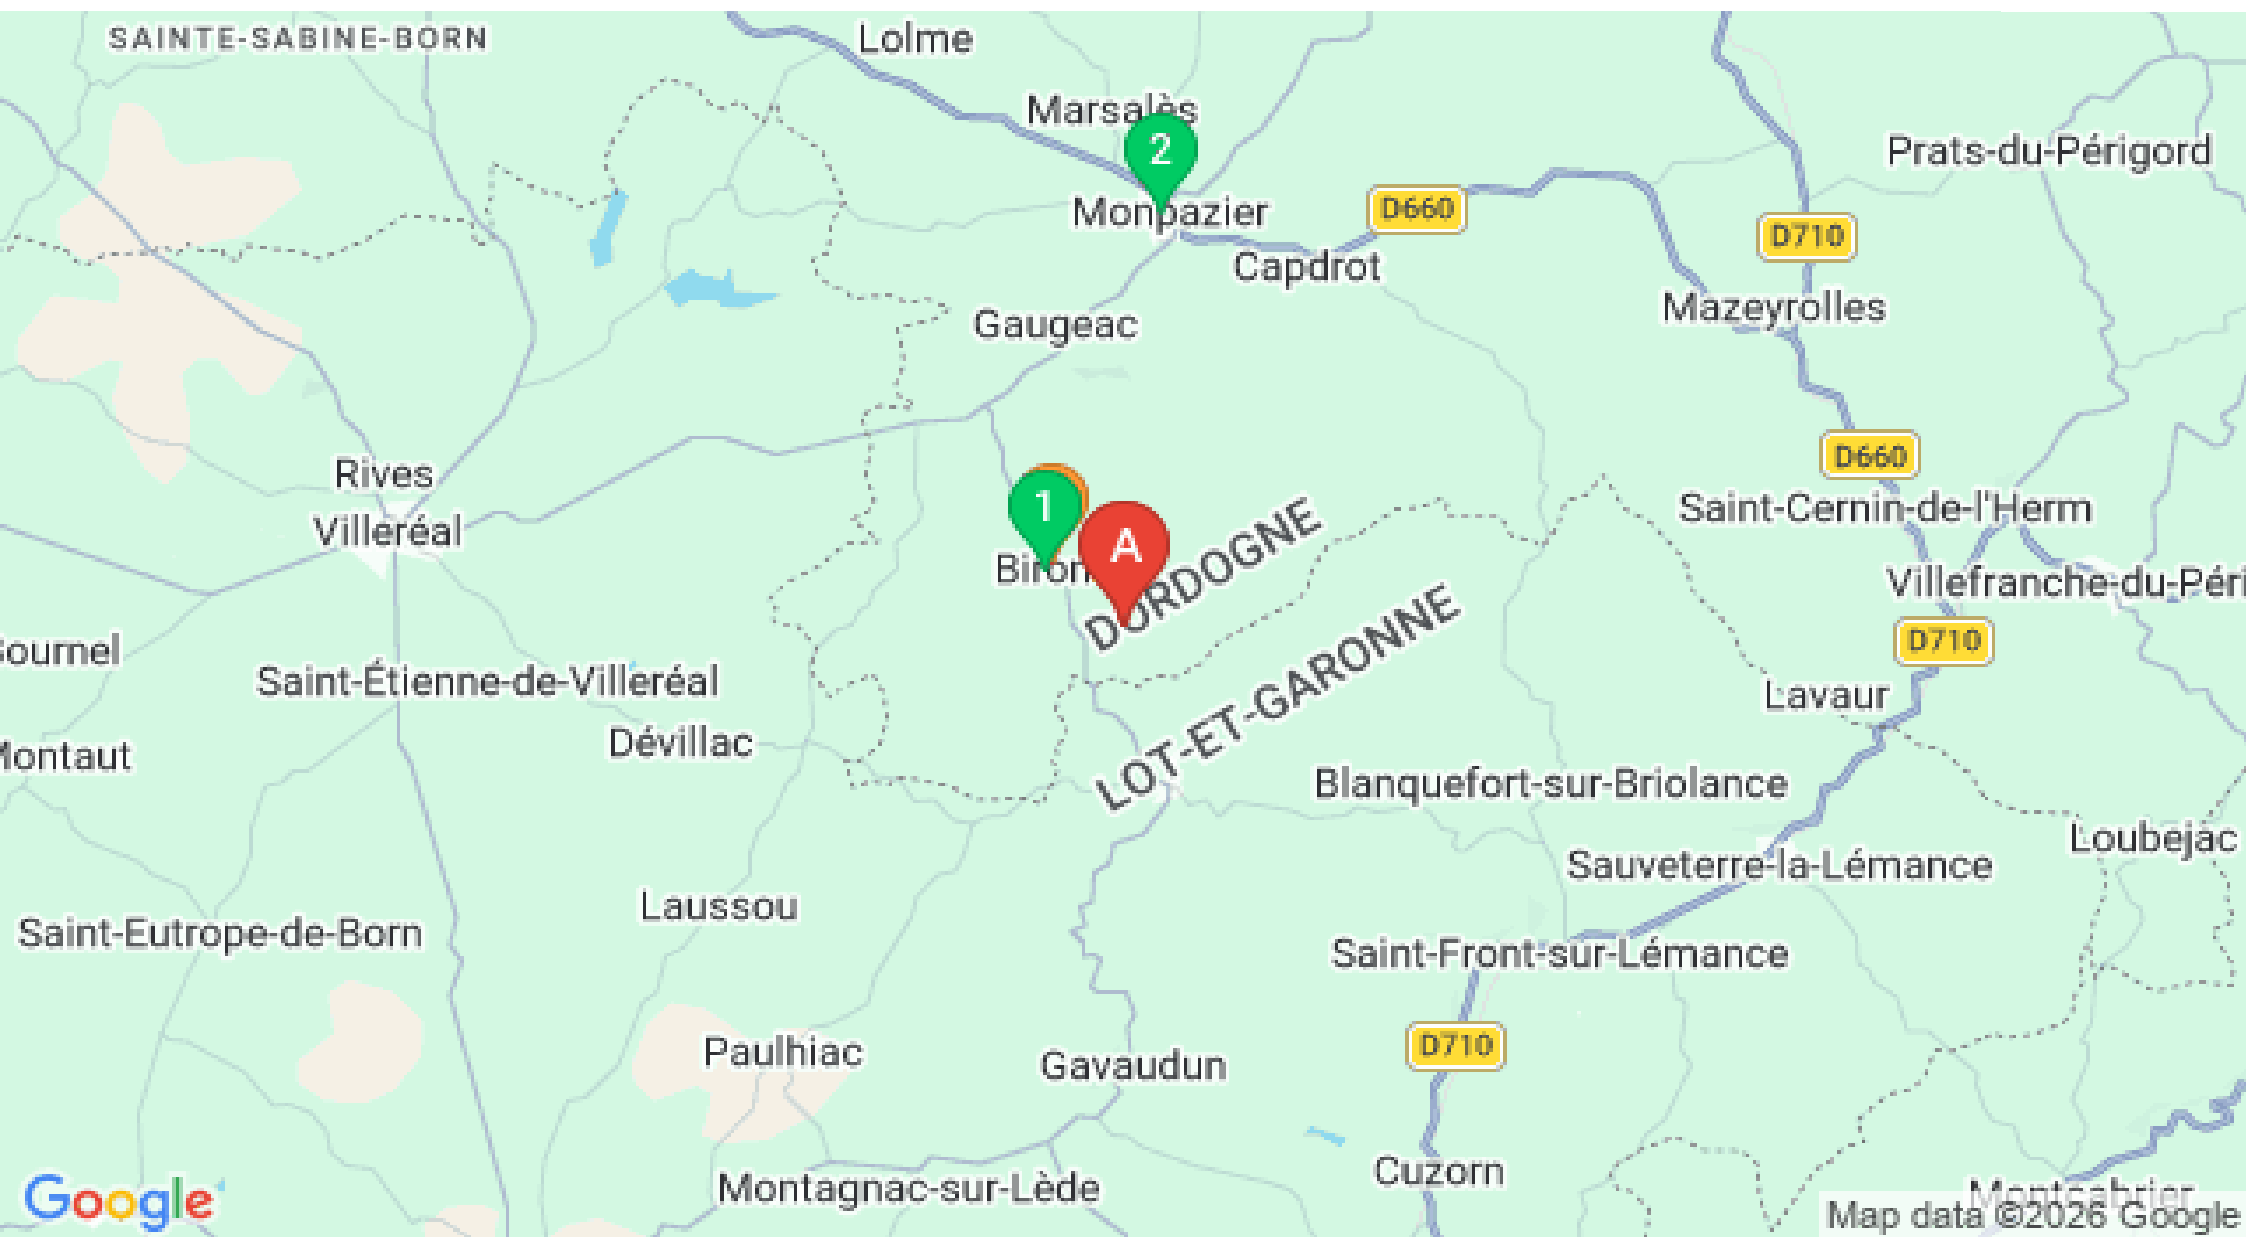 SAINTE-SABINE-BORN
Lolme
Marsalès
2
Monpazier
Prats-du-Périgord
D660
D710
Capdrot
Mazeyrolles
Gaugeac
Rives
Villeréal
D660
Saint-Cernin-de-l'Herm
1
A
Biron
DORDOGNE
Villefranche-du-Péri
LOT-ET-GARONNE
D710
ournel
Saint-Étienne-de-Villeréal
Lavaur
Dévillac
ontaut
Blanquefort-sur-Briolance
Loubejac
Sauveterre-la-Lémance
Laussou
Saint-Eutrope-de-Born
Saint-Front-sur-Lémance
Paulhiac
Gavaudun
D710
Cuzorn
Montagnac-sur-Lède
Montcabrier
Google
Map data ©2026 Google